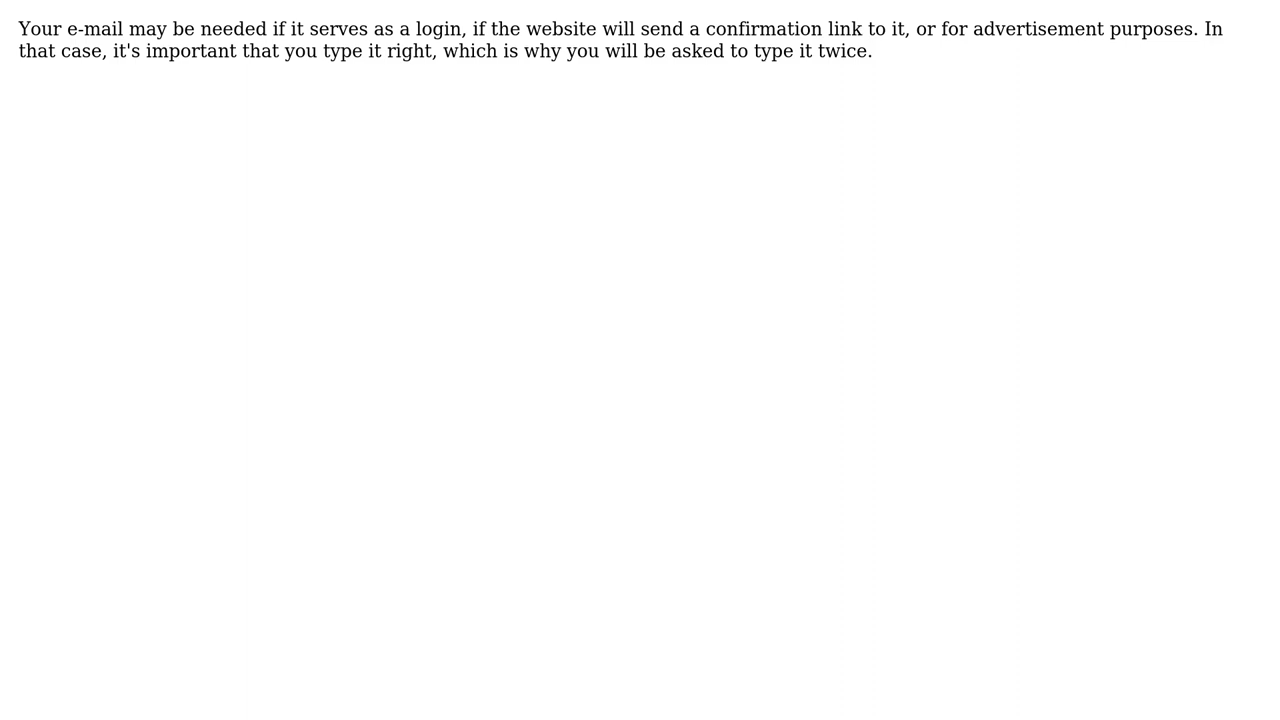 Your e-mail may be needed if it serves as a login, if the website will send a confirmation link to it, or for advertisement purposes. In
that case, it's important that you type it right, which is why you will be asked to type it twice.